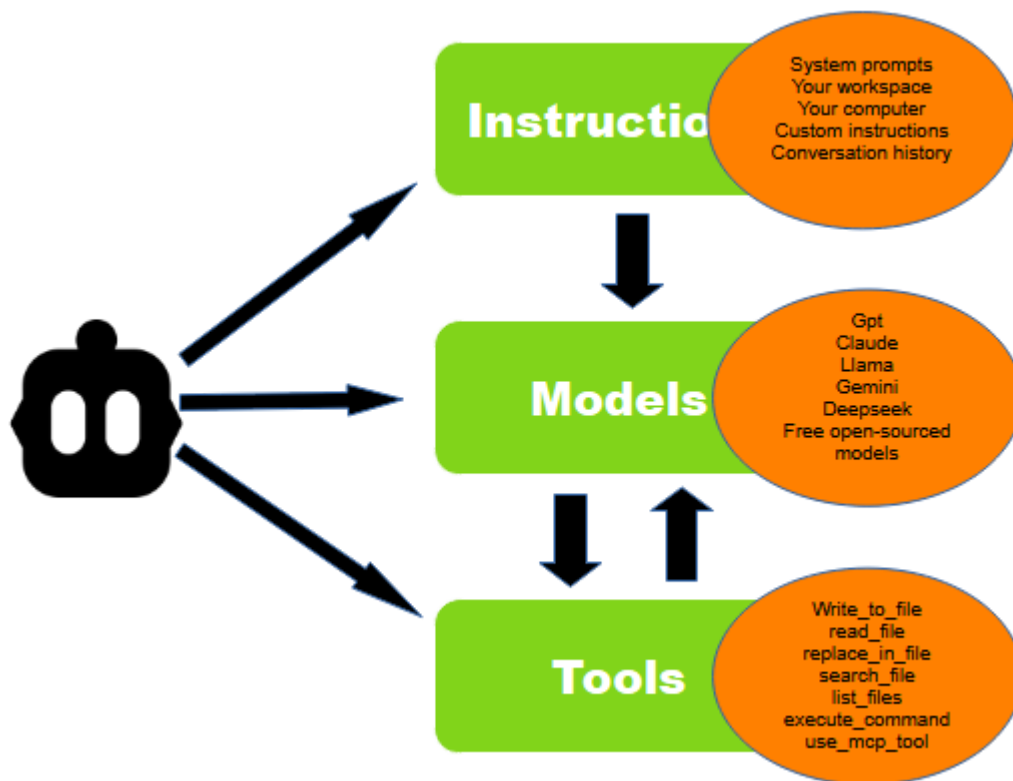 Instructio
System prompts
Your workspace
Your computer
Custom instructions
Conversation history
Models
Gpt
Claude
Llama
Gemini
Deepseek
Free open-sourced
models
Tools
Write_to_file
read_file
replace_in_file
search_file
list_files
execute_command
use_mcp_tool